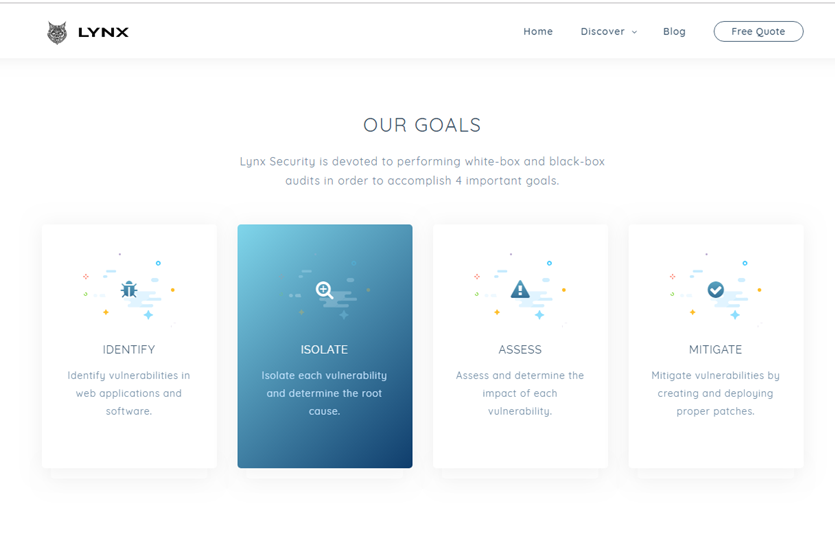 LYNX
Home
Discover
Blog
Free Quote
OUR GOALS
Lynx Security is devoted to performing white-box and black-box
audits in order to accomplish 4 important goals.
IDENTIFY
Identify vulnerabilities in
web applications and
software.
ISOLATE
Isolate each vulnerability
and determine the root
cause.
ASSESS
Assess and determine the
impact of each
vulnerability.
MITIGATE
Mitigate vulnerabilities by
creating and deploying
proper patches.